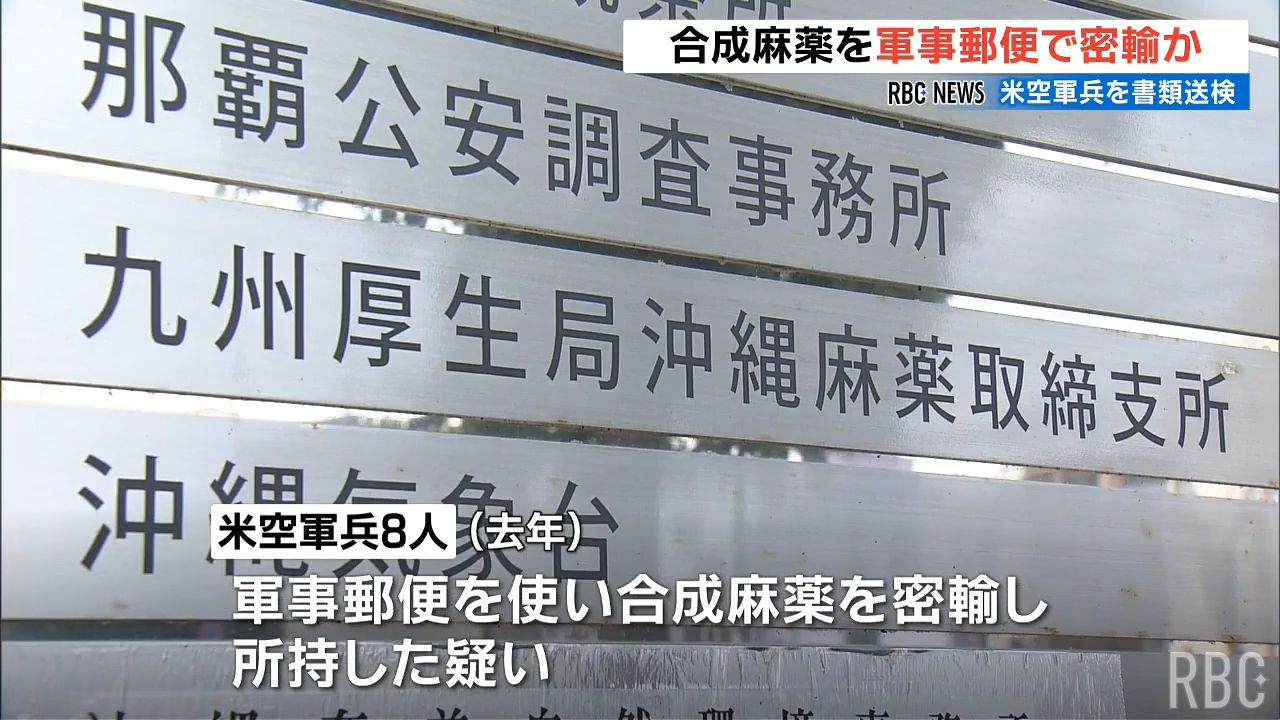 合成麻薬を軍事郵便で密輸か
RBC NEWS 米空軍兵を書類送検
那覇公安調査事務所
九州厚生局沖縄麻薬取締支所
沖縄気象台
米空軍兵8人 (去年)
軍事郵便を使い合成麻薬を密輸し
所持した疑い
RBC